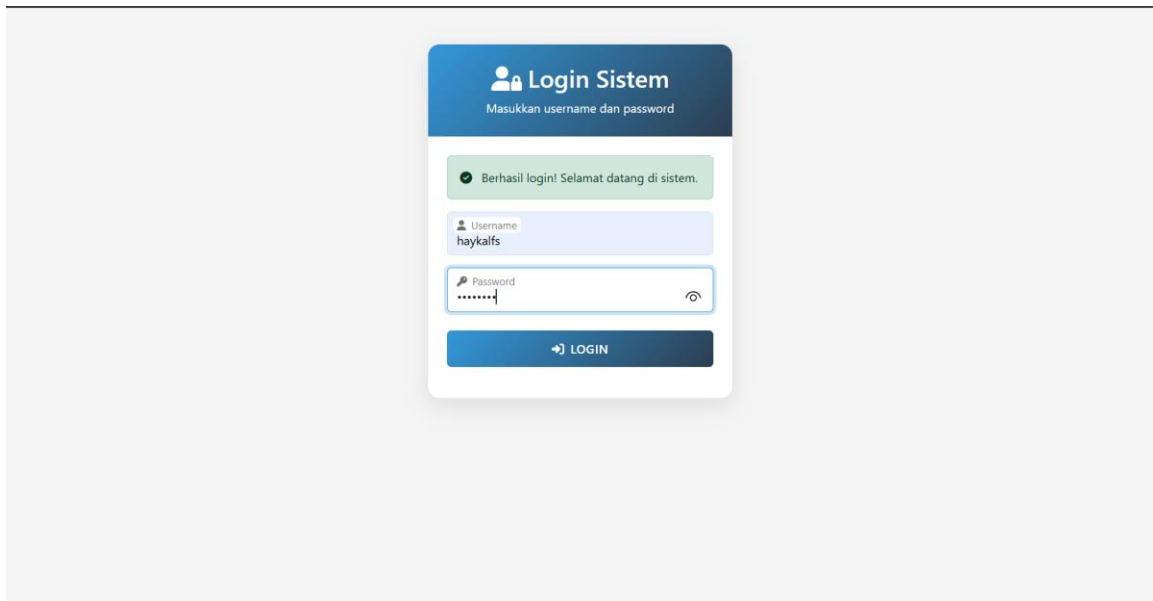 Login Sistem
Masukkan username dan password
Berhasil login! Selamat datang di sistem.
Username
haykalfs
Password
••••••••
LOGIN